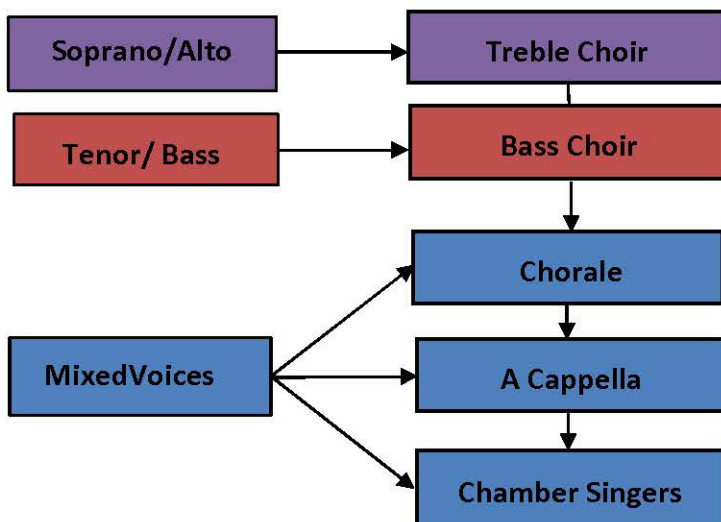 Soprano/Alto
Treble Choir
Tenor/ Bass
Bass Choir
Chorale
MixedVoices
A Cappella
Chamber Singers